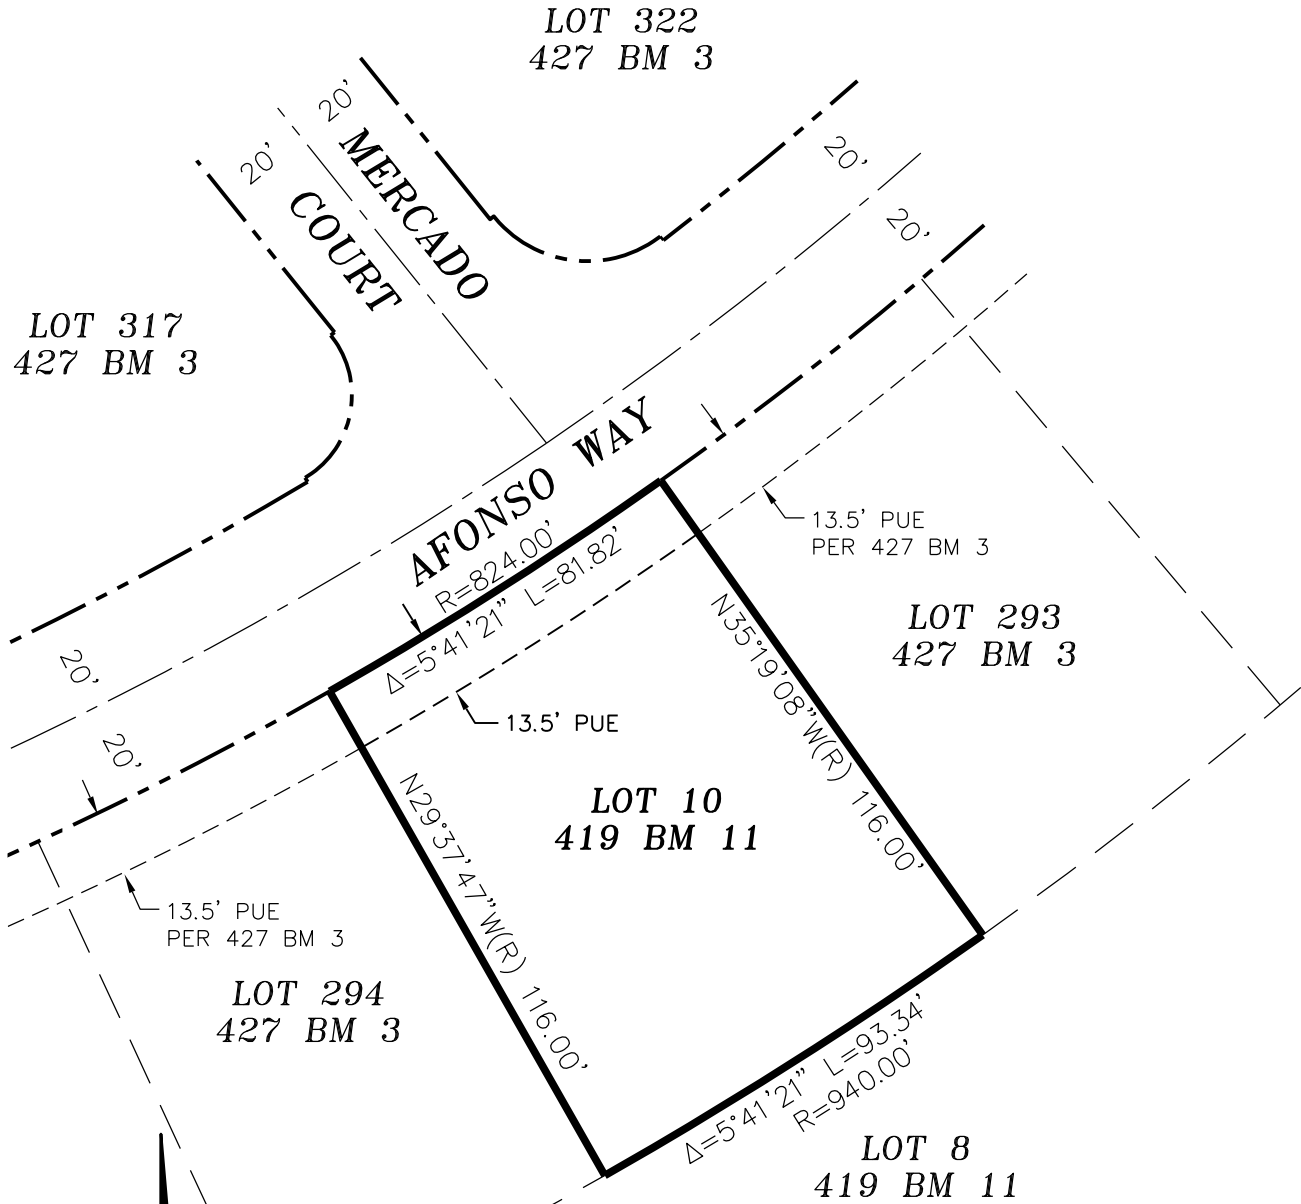 LOT 322
427 BM 3
20'
20'
MERCADO
COURT
20'
20'
LOT 317
427 BM 3
AFONSO WAY
R=824.00'
Δ=5°41'21" L=81.82'
13.5' PUE
PER 427 BM 3
LOT 293
427 BM 3
20'
20'
13.5' PUE
N35°19'08"W(R) 116.00'
N29°37'47"W(R) 116.00'
LOT 10
419 BM 11
13.5' PUE
PER 427 BM 3
LOT 294
427 BM 3
Δ=5°41'21" L=93.34'
R=940.00'
LOT 8
419 BM 11